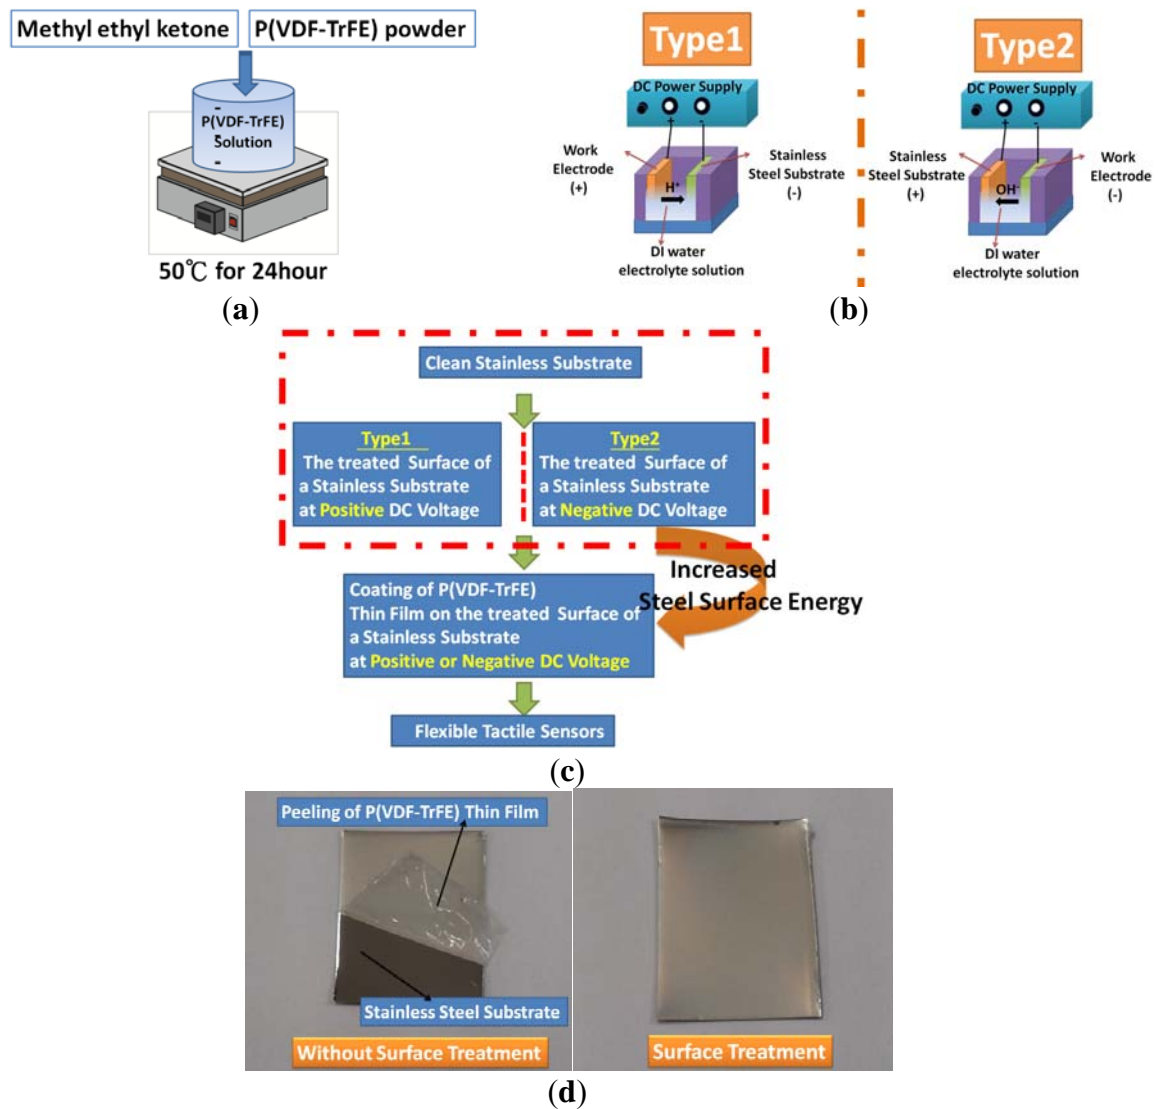 Methyl ethyl ketone
P(VDF-TrFE) powder
P(VDF-TrFE)
Solution
50℃ for 24hour
(a)
Type1
DC Power Supply
+
-
Work
Electrode
(+)
H⁺
Stainless
Steel Substrate
(-)
DI water
electrolyte solution
Type2
DC Power Supply
+
-
Stainless
Steel Substrate
(+)
OH⁻
Work
Electrode
(-)
DI water
electrolyte solution
(b)
Clean Stainless Substrate
Type1
The treated Surface of
a Stainless Substrate
at Positive DC Voltage
Type2
The treated Surface of
a Stainless Substrate
at Negative DC Voltage
Increased
Steel Surface Energy
Coating of P(VDF-TrFE)
Thin Film on the treated Surface of
a Stainless Substrate
at Positive or Negative DC Voltage
Flexible Tactile Sensors
(c)
Peeling of P(VDF-TrFE) Thin Film
Stainless Steel Substrate
Without Surface Treatment
Surface Treatment
(d)